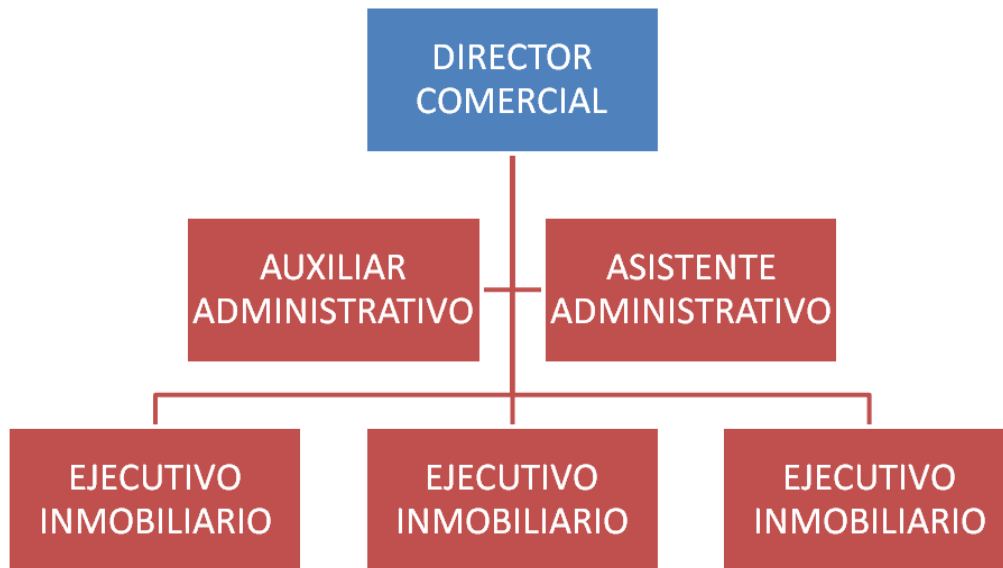 DIRECTOR
COMERCIAL
AUXILIAR
ADMINISTRATIVO
ASISTENTE
ADMINISTRATIVO
EJECUTIVO
INMOBILIARIO
EJECUTIVO
INMOBILIARIO
EJECUTIVO
INMOBILIARIO